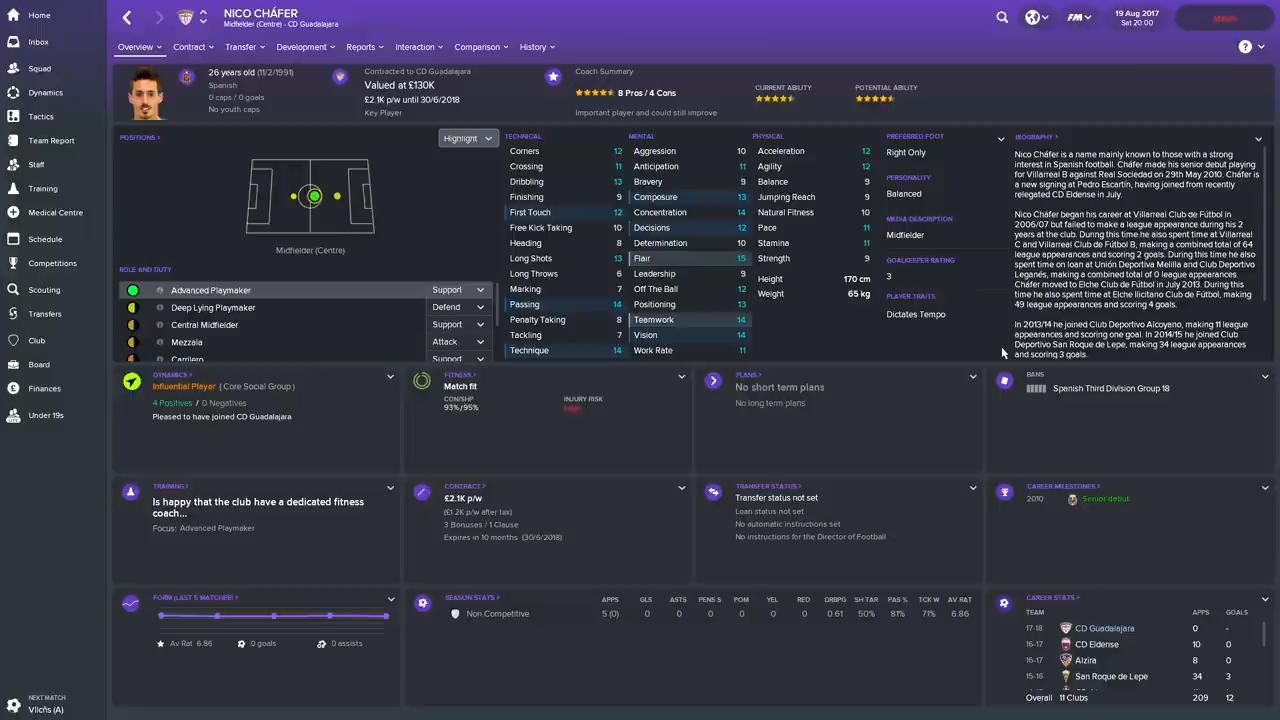 Home
Inbox
Squad
Dynamics
Tactics
Team Report
Staff
Training
Medical Centre
Schedule
Competitions
Scouting
Transfers
Club
Board
Finances
Under 19s
NEXT MATCH
NICO CHÁFER
Midfielder (Centre) - CD Guadalajara
FM
19 Aug 2017
Sat 20:00
Overview
Contract
Transfer
Development
Reports
Interaction
Comparison
History
26 years old (11/2/1991)
Spanish
0 caps / 0 goals
No youth caps
Contracted to CD Guadalajara
Valued at £130K
£2.1K p/w until 30/6/2018
Key Player
Coach Summary
8 Pros / 4 Cons
Important player and could still improve
CURRENT ABILITY
POTENTIAL ABILITY
POSITIONS >
Highlight
Midfielder (Centre)
ROLE AND DUTY
Advanced Playmaker Support
Deep Lying Playmaker Defend
Central Midfielder Support
Mezzala Attack
Carrilero Support
TECHNICAL
Corners 12
Crossing 11
Dribbling 13
Finishing 9
First Touch 12
Free Kick Taking 10
Heading 8
Long Shots 13
Long Throws 6
Marking 7
Passing 14
Penalty Taking 8
Tackling 7
Technique 14
MENTAL
Aggression 10
Anticipation 11
Bravery 9
Composure 13
Concentration 14
Decisions 12
Determination 10
Flair 15
Leadership 9
Off The Ball 12
Positioning 13
Teamwork 14
Vision 14
Work Rate 11
PHYSICAL
Acceleration 12
Agility 12
Balance 9
Jumping Reach 9
Natural Fitness 10
Pace 11
Stamina 11
Strength 9
Height 170 cm
Weight 65 kg
PREFERRED FOOT
Right Only
PERSONALITY
Balanced
MEDIA DESCRIPTION
Midfielder
GOALKEEPER RATING
3
PLAYER TRAITS
Dictates Tempo
BIOGRAPHY >
Nico Cháfer is a name mainly known to those with a strong
interest in Spanish football. Cháfer made his senior debut playing
for Villarreal B against Real Sociedad on 29th May 2010. Cháfer is
a new signing at Pedro Escartín, having joined from recently
relegated CD Eldense in July.
Nico Cháfer began his career at Villarreal Club de Fútbol in
2006/07 but failed to make a league appearance during his 2
years at the club. During this time he also spent time at Villarreal
C and Villarreal Club de Fútbol B, making a combined total of 64
league appearances and scoring 2 goals. During this time he also
spent time on loan at Unión Deportiva Melilla and Club Deportivo
Leganés, making a combined total of 0 league appearances.
Cháfer moved to Elche Club de Fútbol in July 2013. During this
time he also spent time at Elche Ilicitano Club de Fútbol, making
49 league appearances and scoring 4 goals.
In 2013/14 he joined Club Deportivo Alcoyano, making 11 league
appearances and scoring one goal. In 2014/15 he joined Club
Deportivo San Roque de Lepe, making 34 league appearances
and scoring 3 goals.
DYNAMICS >
Influential Player ( Core Social Group )
4 Positives / 0 Negatives
Pleased to have joined CD Guadalajara
FITNESS >
Match fit
CON/SHP
93%/95%
INJURY RISK
High
PLANS >
No short term plans
No long term plans
BANS
Spanish Third Division Group 18
TRAINING >
Is happy that the club have a dedicated fitness
coach...
Focus: Advanced Playmaker
CONTRACT >
£2.1K p/w
(£1.2K p/w after tax)
3 Bonuses / 1 Clause
Expires in 10 months (30/6/2018)
TRANSFER STATUS >
Transfer status not set
Loan status not set
No automatic instructions set
No instructions for the Director of Football
CAREER MILESTONES >
2010 Senior debut
FORM (LAST 5 MATCHES) >
Av Rat 6.86 0 goals 0 assists
SEASON STATS > APPS GLS ASTS PENS S POM YEL RED DRBPG SH TAR PAS % TCK W AV RAT
Non Competitive 5 (0) 0 0 0 0 0 0 0.61 50% 81% 71% 6.86
CAREER STATS >
TEAM APPS GOALS
17-18 CD Guadalajara 0 -
16-17 CD Eldense 10 0
16-17 Alzira 8 0
15-16 San Roque de Lepe 34 3
Overall 11 Clubs 209 12